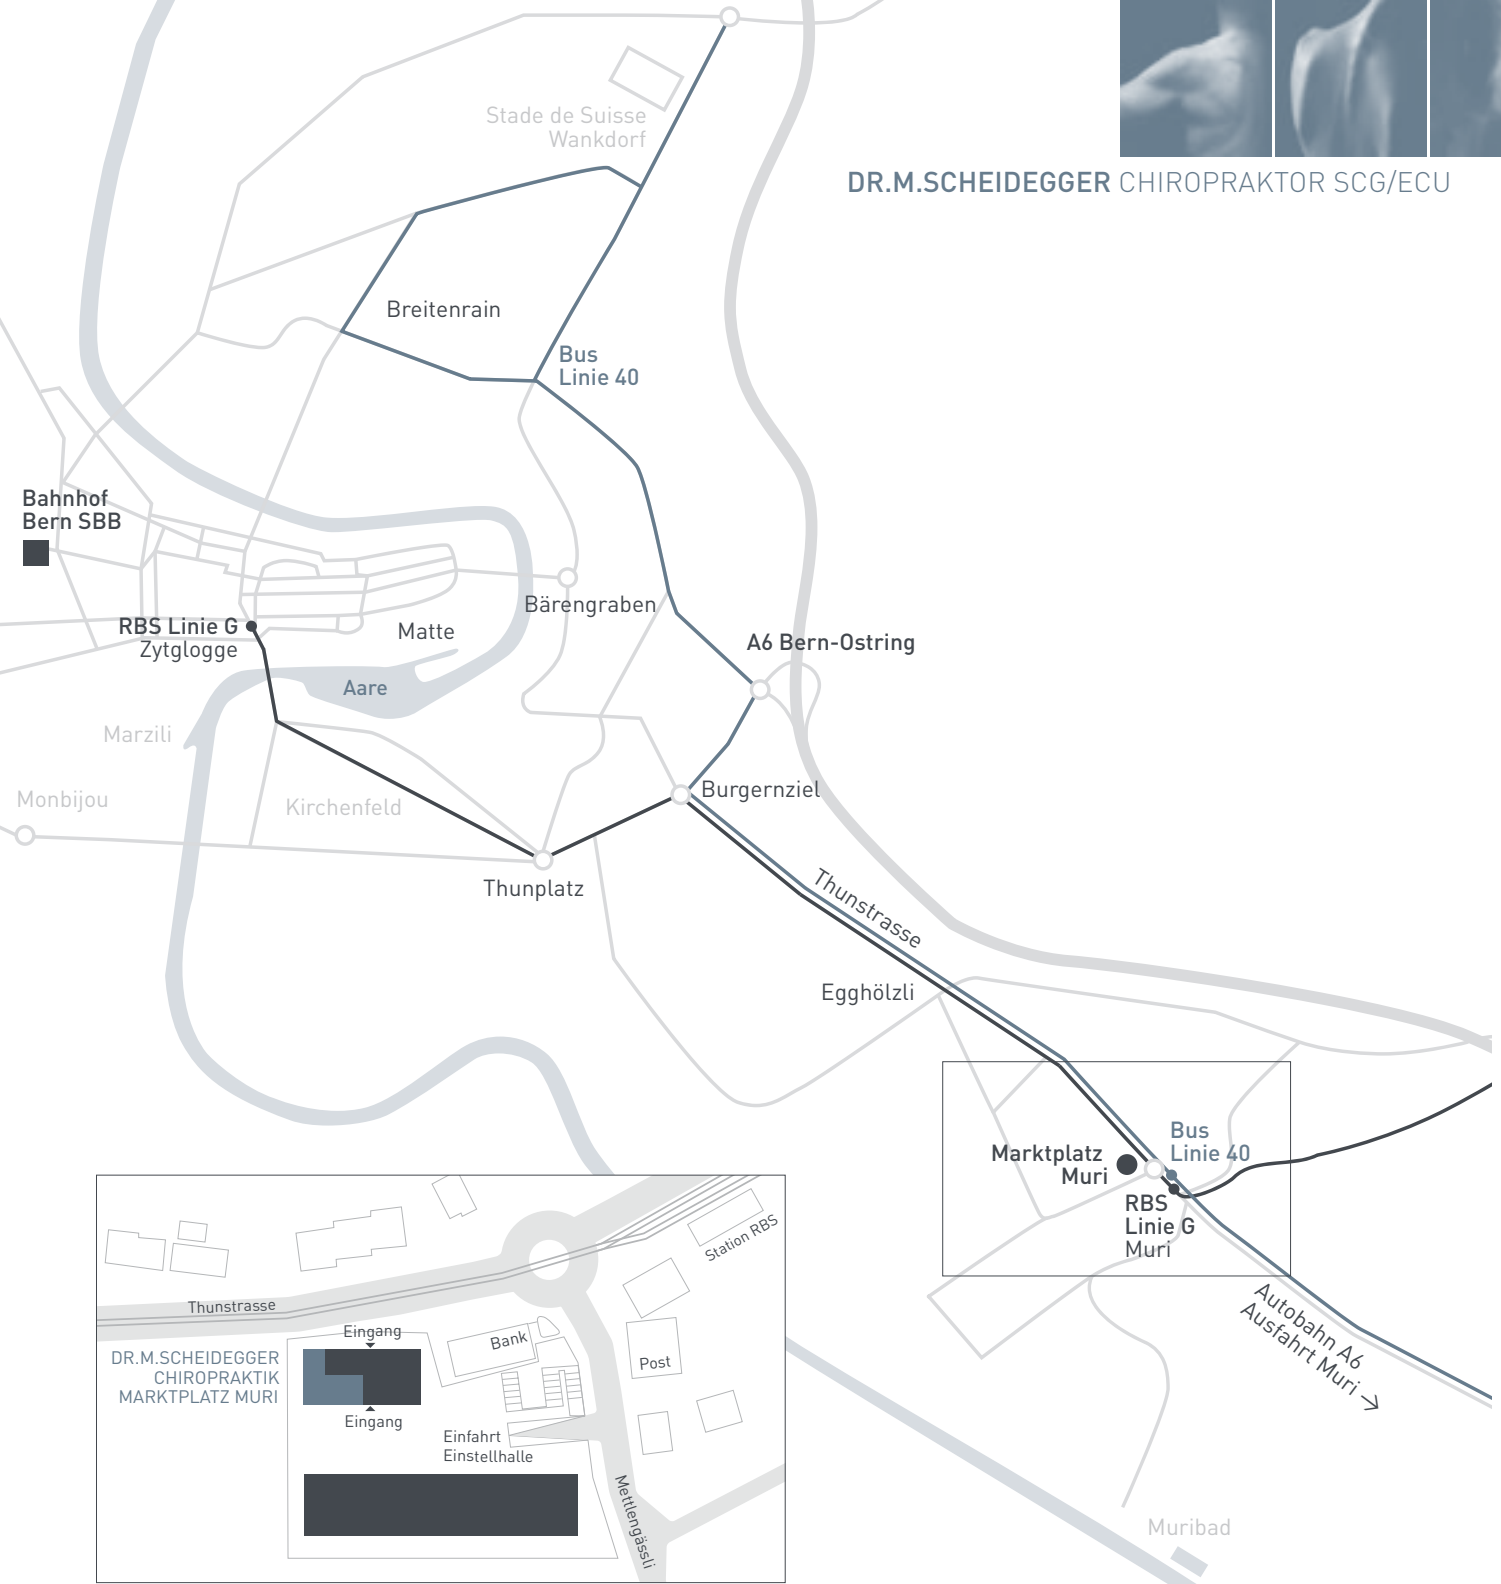 DR.M.SCHEIDEGGER CHIROPRAKTOR SCG/ECU
Stade de Suisse
Wankdorf
Breitenrain
Bus
Linie 40
Bahnhof
Bern SBB
Bärengraben
RBS Linie G
Zytglogge
Matte
A6 Bern-Ostring
Aare
Marzili
Monbijou
Kirchenfeld
Burgernziel
Thunplatz
Thunstrasse
Egghölzli
Marktplatz
Muri
Bus
Linie 40
RBS
Linie G
Muri
Autobahn A6
Ausfahrt Muri
Muribad
Station RBS
Thunstrasse
Eingang
Bank
Post
DR.M.SCHEIDEGGER
CHIROPRAKTIK
MARKTPLATZ MURI
Eingang
Einfahrt
Einstellhalle
Mettlengässli